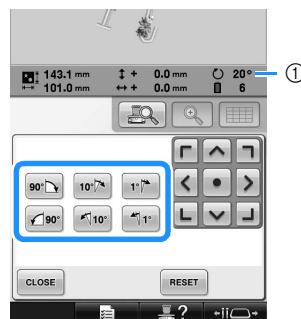 143.1 mm + 0.0 mm 20° ①
101.0 mm + 0.0 mm 6
90° 10° 1°
90° 10° 1°
CLOSE RESET
?